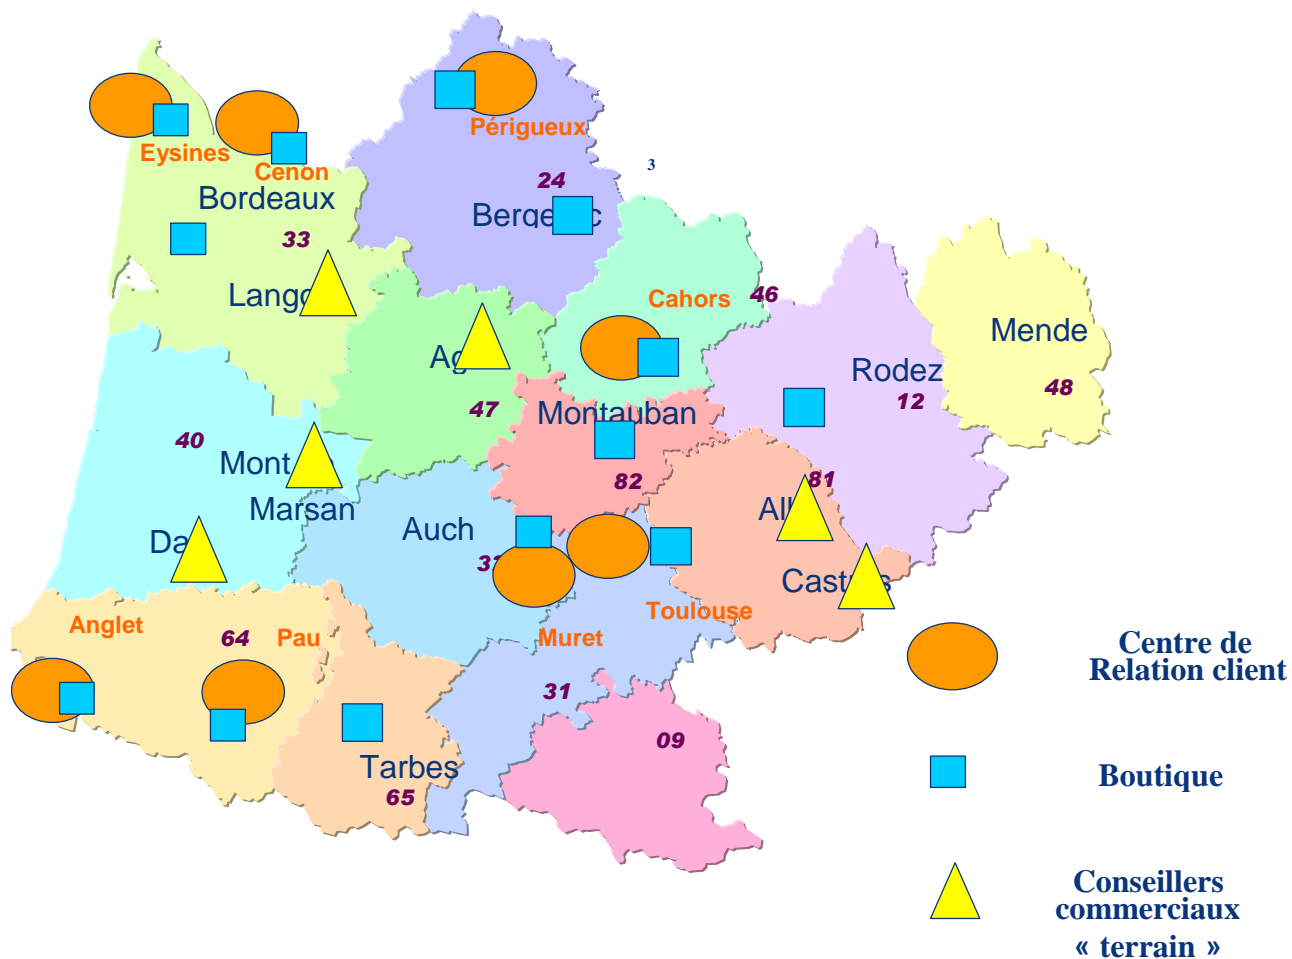 Périgueux
Eysines
3
Cenon
24
Bordeaux
33
46
Cahors
Mende
Rodez
48
12
47
Montauban
40
Mont
82
81
Marsan
Auch
Toulouse
Anglet
64
Pau
Muret
31
09
Tarbes
65
Centre de
Relation client
Boutique
Conseillers
commerciaux
« terrain »